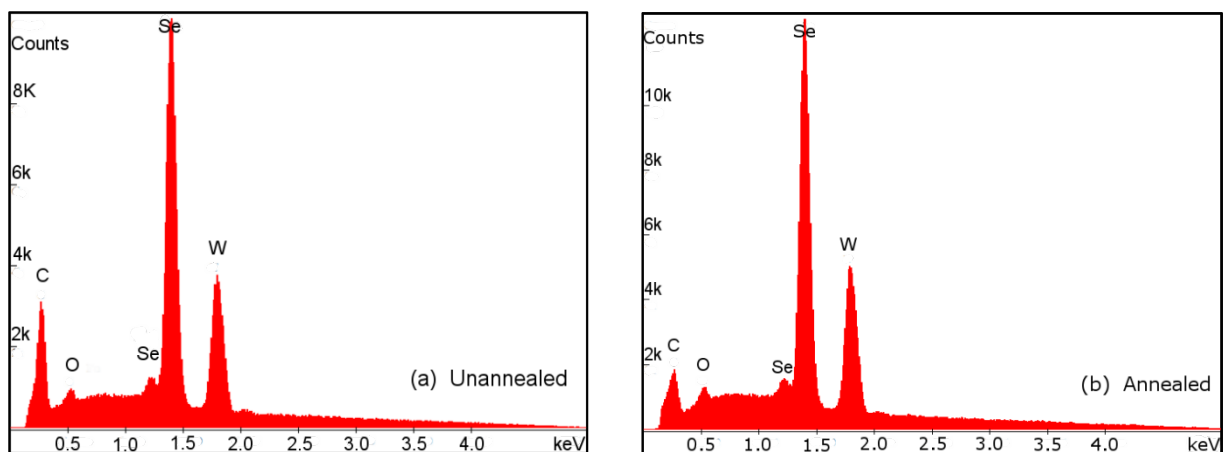 Se
Counts
8K
6k
4k
W
C
2k
Se
O
(a) Unannealed
0.5 1.0 1.5 2.0 2.5 3.0 3.5 4.0 keV
Se
Counts
10k
8k
6k
W
4k
C
2k
O
Se
(b) Annealed
0.5 1.0 1.5 2.0 2.5 3.0 3.5 4.0 keV